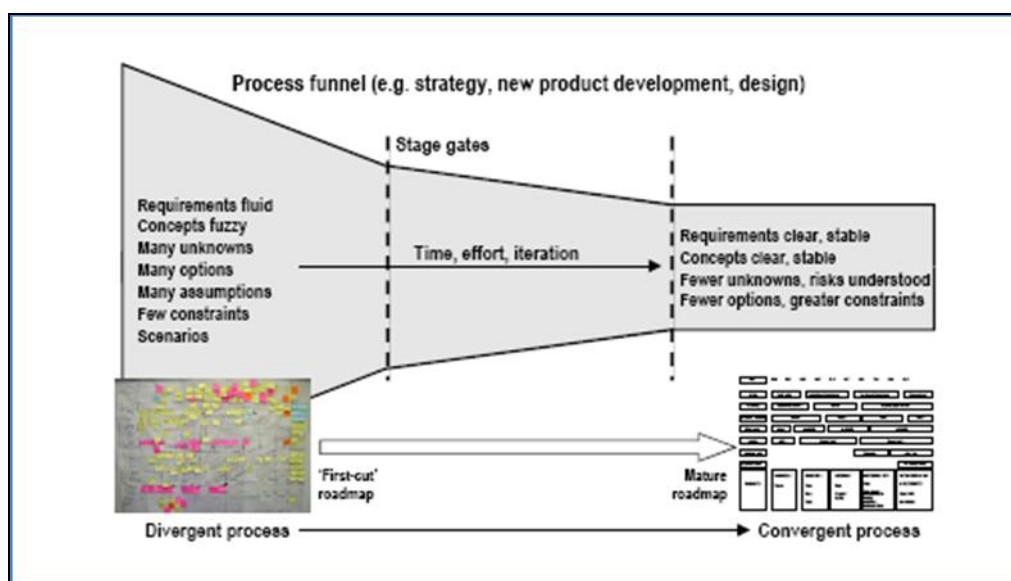 Process funnel (e.g. strategy, new product development, design)
Stage gates
Requirements fluid
Concepts fuzzy
Many unknowns
Many options
Many assumptions
Few constraints
Scenarios
Time, effort, iteration
Requirements clear, stable
Concepts clear, stable
Fewer unknowns, risks understood
Fewer options, greater constraints
'First-cut'
roadmap
Mature
roadmap
Divergent process
Convergent process